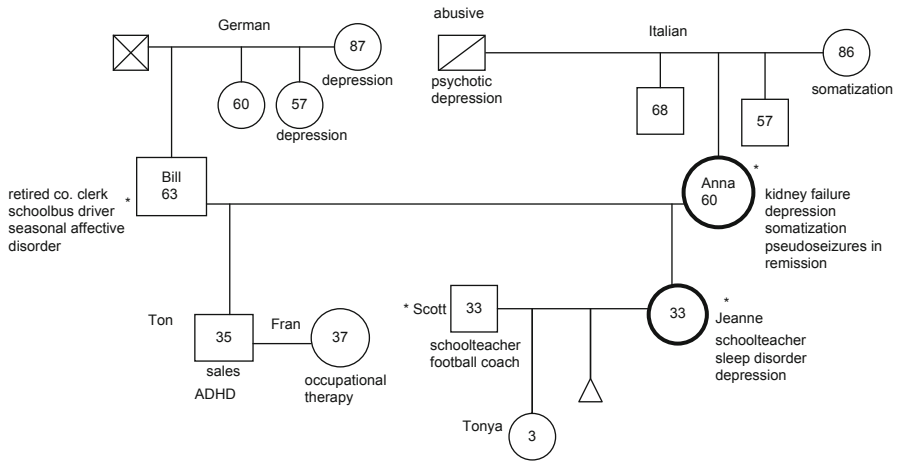 abusive
German
Italian
87
86
depression
psychotic
depression
somatization
60
57
depression
68
57
Bill
63
*
retired co. clerk
schoolbus driver
seasonal affective
disorder
Anna
60
*
kidney failure
depression
somatization
pseudoseizures in
remission
Ton
35
Fran
37
sales
ADHD
occupational
therapy
* Scott
33
schoolteacher
football coach
33
*
Jeanne
schoolteacher
sleep disorder
depression
Tonya
3